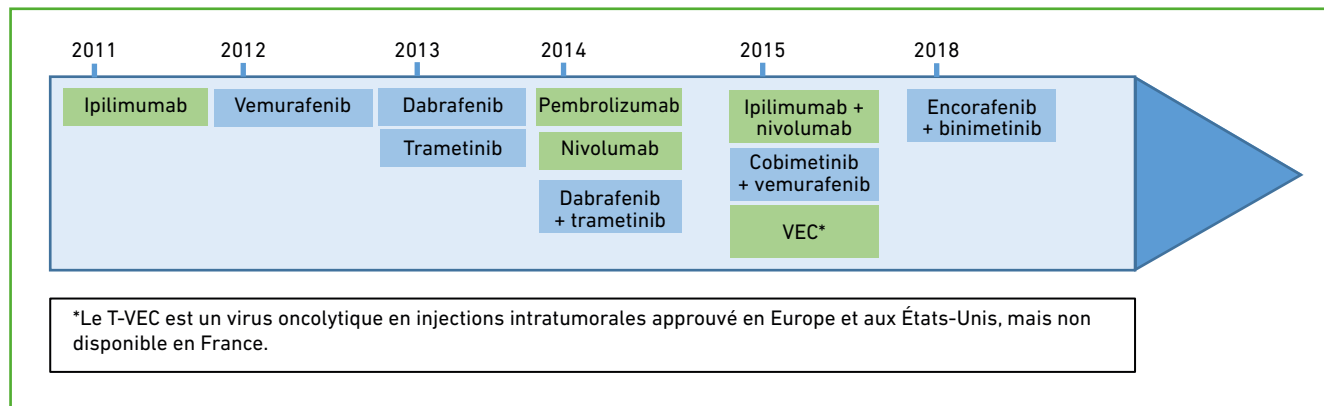 2011 2012 2013 2014 2015 2018
Ipilimumab
Vemurafenib
Dabrafenib
Trametinib
Pembrolizumab
Nivolumab
Dabrafenib
+ trametinib
Ipilimumab +
nivolumab
Cobimetinib
+ vemurafenib
VEC*
Encorafenib
+ binimetinib
*Le T-VEC est un virus oncolytique en injections intratumorales approuvé en Europe et aux États-Unis, mais non
disponible en France.